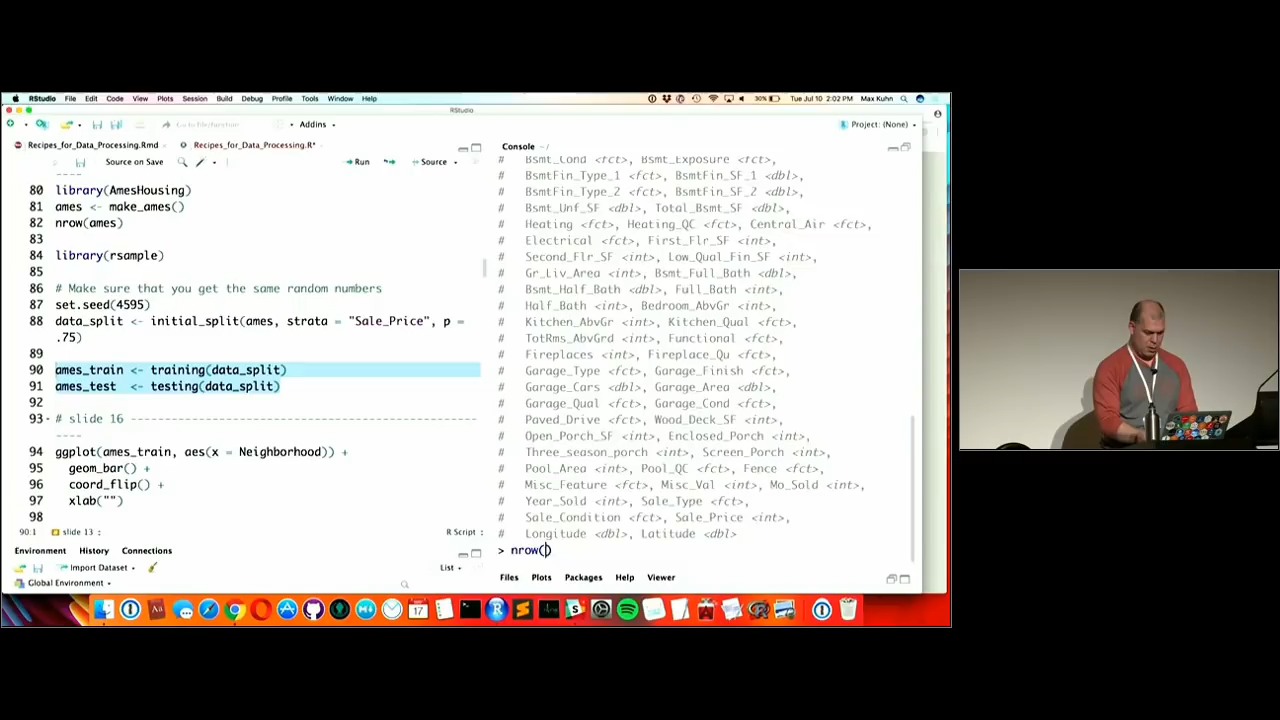 RStudio File Edit Code View Plots Session Build Debug Profile Tools Window Help 30% Tue Jul 10 2:02 PM Max Kuhn
RStudio
Go to file/function Addins Project: (None)
Recipes_for_Data_Processing.Rmd Recipes_for_Data_Processing.R*
Source on Save Run Source
----
80 library(AmesHousing)
81 ames <- make_ames()
82 nrow(ames)
83
84 library(rsample)
85
86 # Make sure that you get the same random numbers
87 set.seed(4595)
88 data_split <- initial_split(ames, strata = "Sale_Price", p =
.75)
89
90 ames_train <- training(data_split)
91 ames_test <- testing(data_split)
92
93 # slide 16 --------------------------------------------------
----
94 ggplot(ames_train, aes(x = Neighborhood)) +
95 geom_bar() +
96 coord_flip() +
97 xlab("")
98
90:1 slide 13 R Script
Environment History Connections
Import Dataset List
Global Environment
Console ~/
# Bsmt_Cond <fct>, Bsmt_Exposure <fct>,
# BsmtFin_Type_1 <fct>, BsmtFin_SF_1 <dbl>,
# BsmtFin_Type_2 <fct>, BsmtFin_SF_2 <dbl>,
# Bsmt_Unf_SF <dbl>, Total_Bsmt_SF <dbl>,
# Heating <fct>, Heating_QC <fct>, Central_Air <fct>,
# Electrical <fct>, First_Flr_SF <int>,
# Second_Flr_SF <int>, Low_Qual_Fin_SF <int>,
# Gr_Liv_Area <int>, Bsmt_Full_Bath <dbl>,
# Bsmt_Half_Bath <dbl>, Full_Bath <int>,
# Half_Bath <int>, Bedroom_AbvGr <int>,
# Kitchen_AbvGr <int>, Kitchen_Qual <fct>,
# TotRms_AbvGrd <int>, Functional <fct>,
# Fireplaces <int>, Fireplace_Qu <fct>,
# Garage_Type <fct>, Garage_Finish <fct>,
# Garage_Cars <dbl>, Garage_Area <dbl>,
# Garage_Qual <fct>, Garage_Cond <fct>,
# Paved_Drive <fct>, Wood_Deck_SF <int>,
# Open_Porch_SF <int>, Enclosed_Porch <int>,
# Three_season_porch <int>, Screen_Porch <int>,
# Pool_Area <int>, Pool_QC <fct>, Fence <fct>,
# Misc_Feature <fct>, Misc_Val <int>, Mo_Sold <int>,
# Year_Sold <int>, Sale_Type <fct>,
# Sale_Condition <fct>, Sale_Price <int>,
# Longitude <dbl>, Latitude <dbl>
> nrow()
Files Plots Packages Help Viewer
17